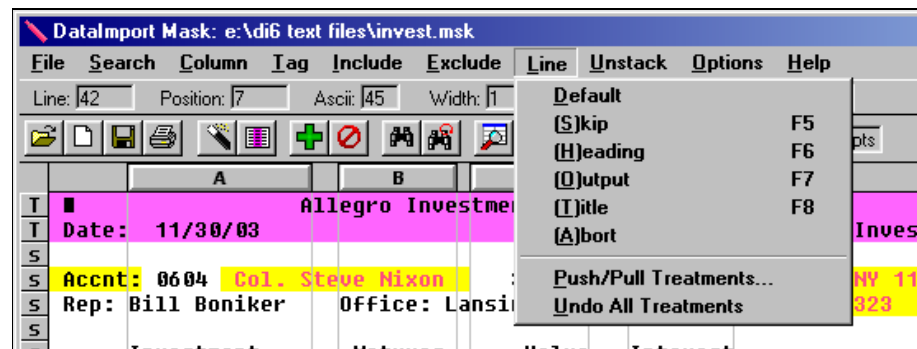 DataImport Mask: e:\di6 text files\invest.msk
File Search Column Tag Include Exclude Line Unstack Options Help
Line: 42 Position: 7 Ascii: 45 Width: 1
Default
(S)kip F5
(H)eading F6
(O)utput F7
(T)itle F8
(A)bort
Push/Pull Treatments...
Undo All Treatments
pts
A B
T Allegro Investme
T Date: 11/30/03 Inves
S
S Accnt: 0604 Col. Steve Nixon NY 11
S Rep: Bill Boniker Office: Lansi 323
S